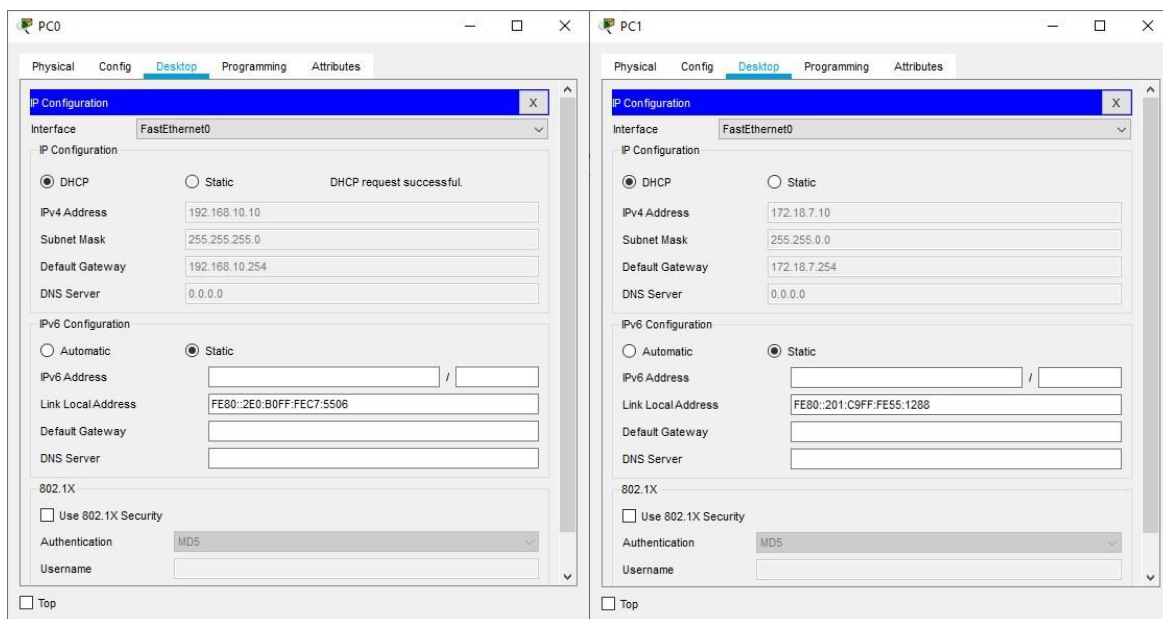 PC0
Physical Config Desktop Programming Attributes
IP Configuration
X
Interface FastEthernet0
IP Configuration
DHCP Static DHCP request successful.
IPv4 Address 192.168.10.10
Subnet Mask 255.255.255.0
Default Gateway 192.168.10.254
DNS Server 0.0.0.0
IPv6 Configuration
Automatic Static
IPv6 Address /
Link Local Address FE80::2E0:B0FF:FEC7:5506
Default Gateway
DNS Server
802.1X
Use 802.1X Security
Authentication MD5
Username
Top
PC1
Physical Config Desktop Programming Attributes
IP Configuration
X
Interface FastEthernet0
IP Configuration
DHCP Static
IPv4 Address 172.18.7.10
Subnet Mask 255.255.0.0
Default Gateway 172.18.7.254
DNS Server 0.0.0.0
IPv6 Configuration
Automatic Static
IPv6 Address /
Link Local Address FE80::201:C9FF:FE55:1288
Default Gateway
DNS Server
802.1X
Use 802.1X Security
Authentication MD5
Username
Top